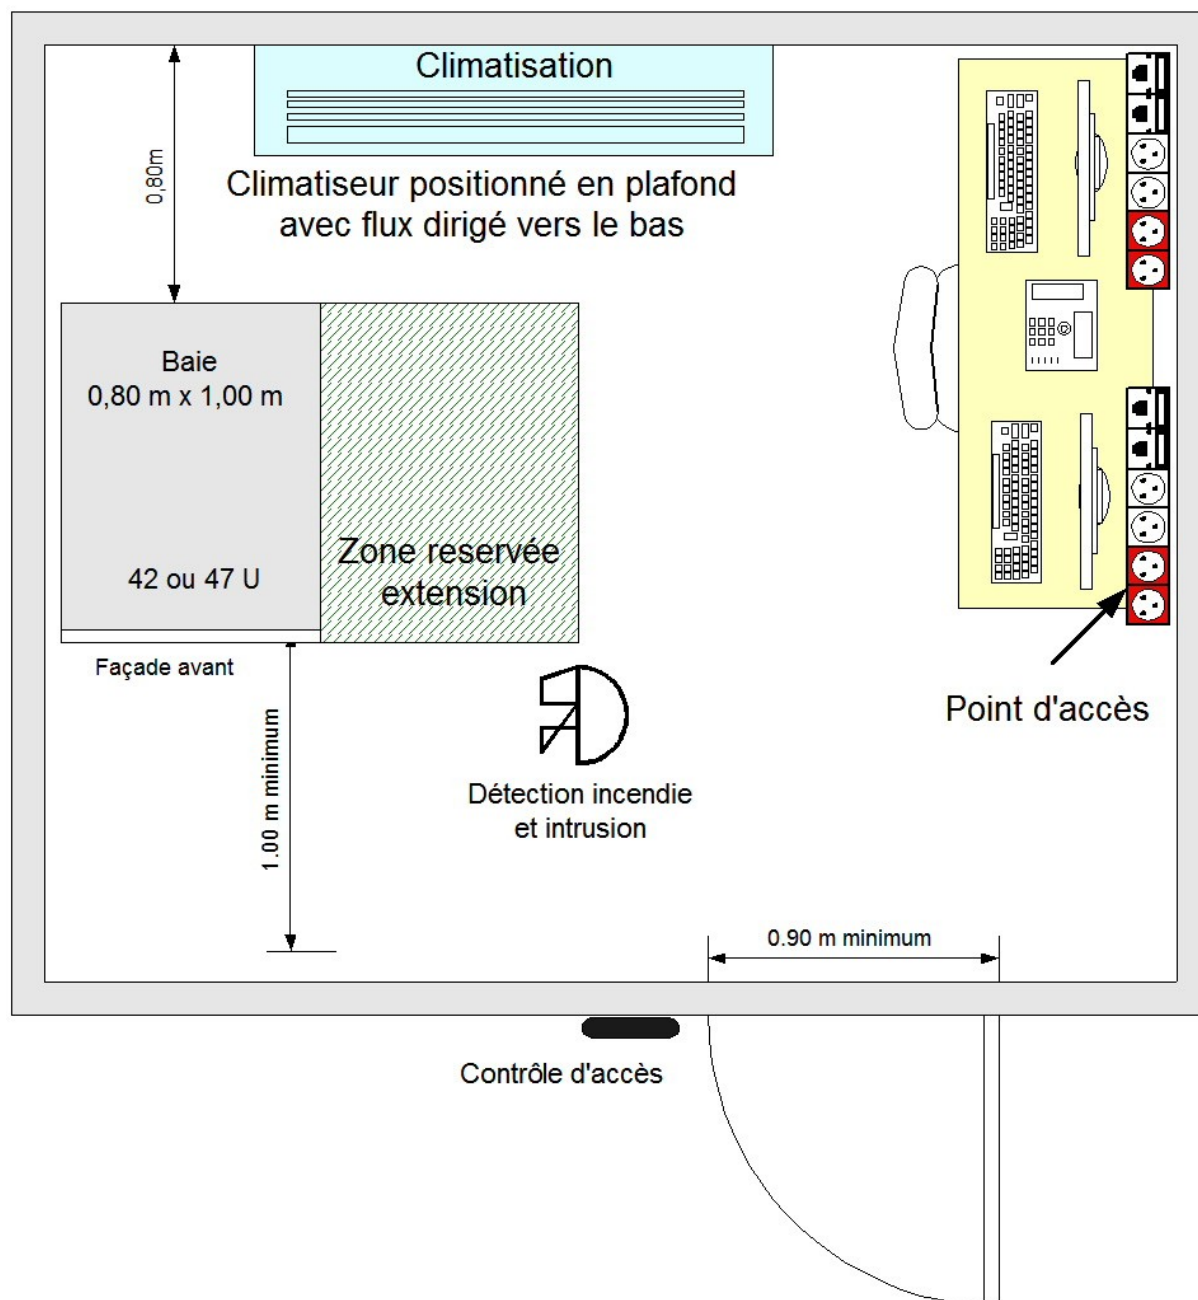 Climatisation
0,80m
Climatiseur positionné en plafond
avec flux dirigé vers le bas
Baie
0,80 m x 1,00 m
42 ou 47 U
Zone reservée
extension
Façade avant
Point d'accès
1.00 m minimum
Détection incendie
et intrusion
0.90 m minimum
Contrôle d'accès